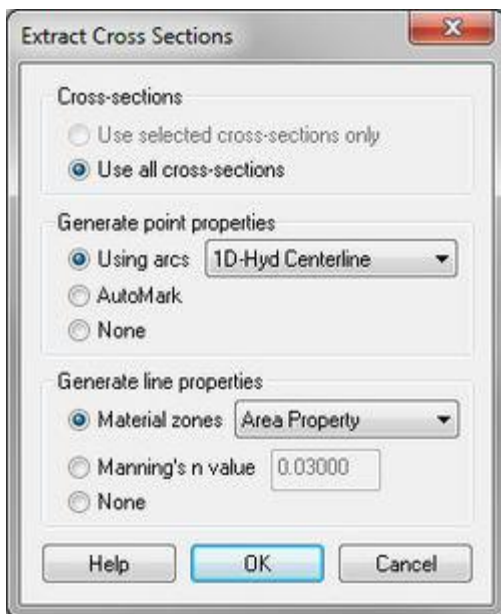 Extract Cross Sections
Cross-sections
Use selected cross-sections only
Use all cross-sections
Generate point properties
Using arcs 1D-Hyd Centerline
AutoMark
None
Generate line properties
Material zones Area Property
Manning's n value 0.03000
None
Help OK Cancel